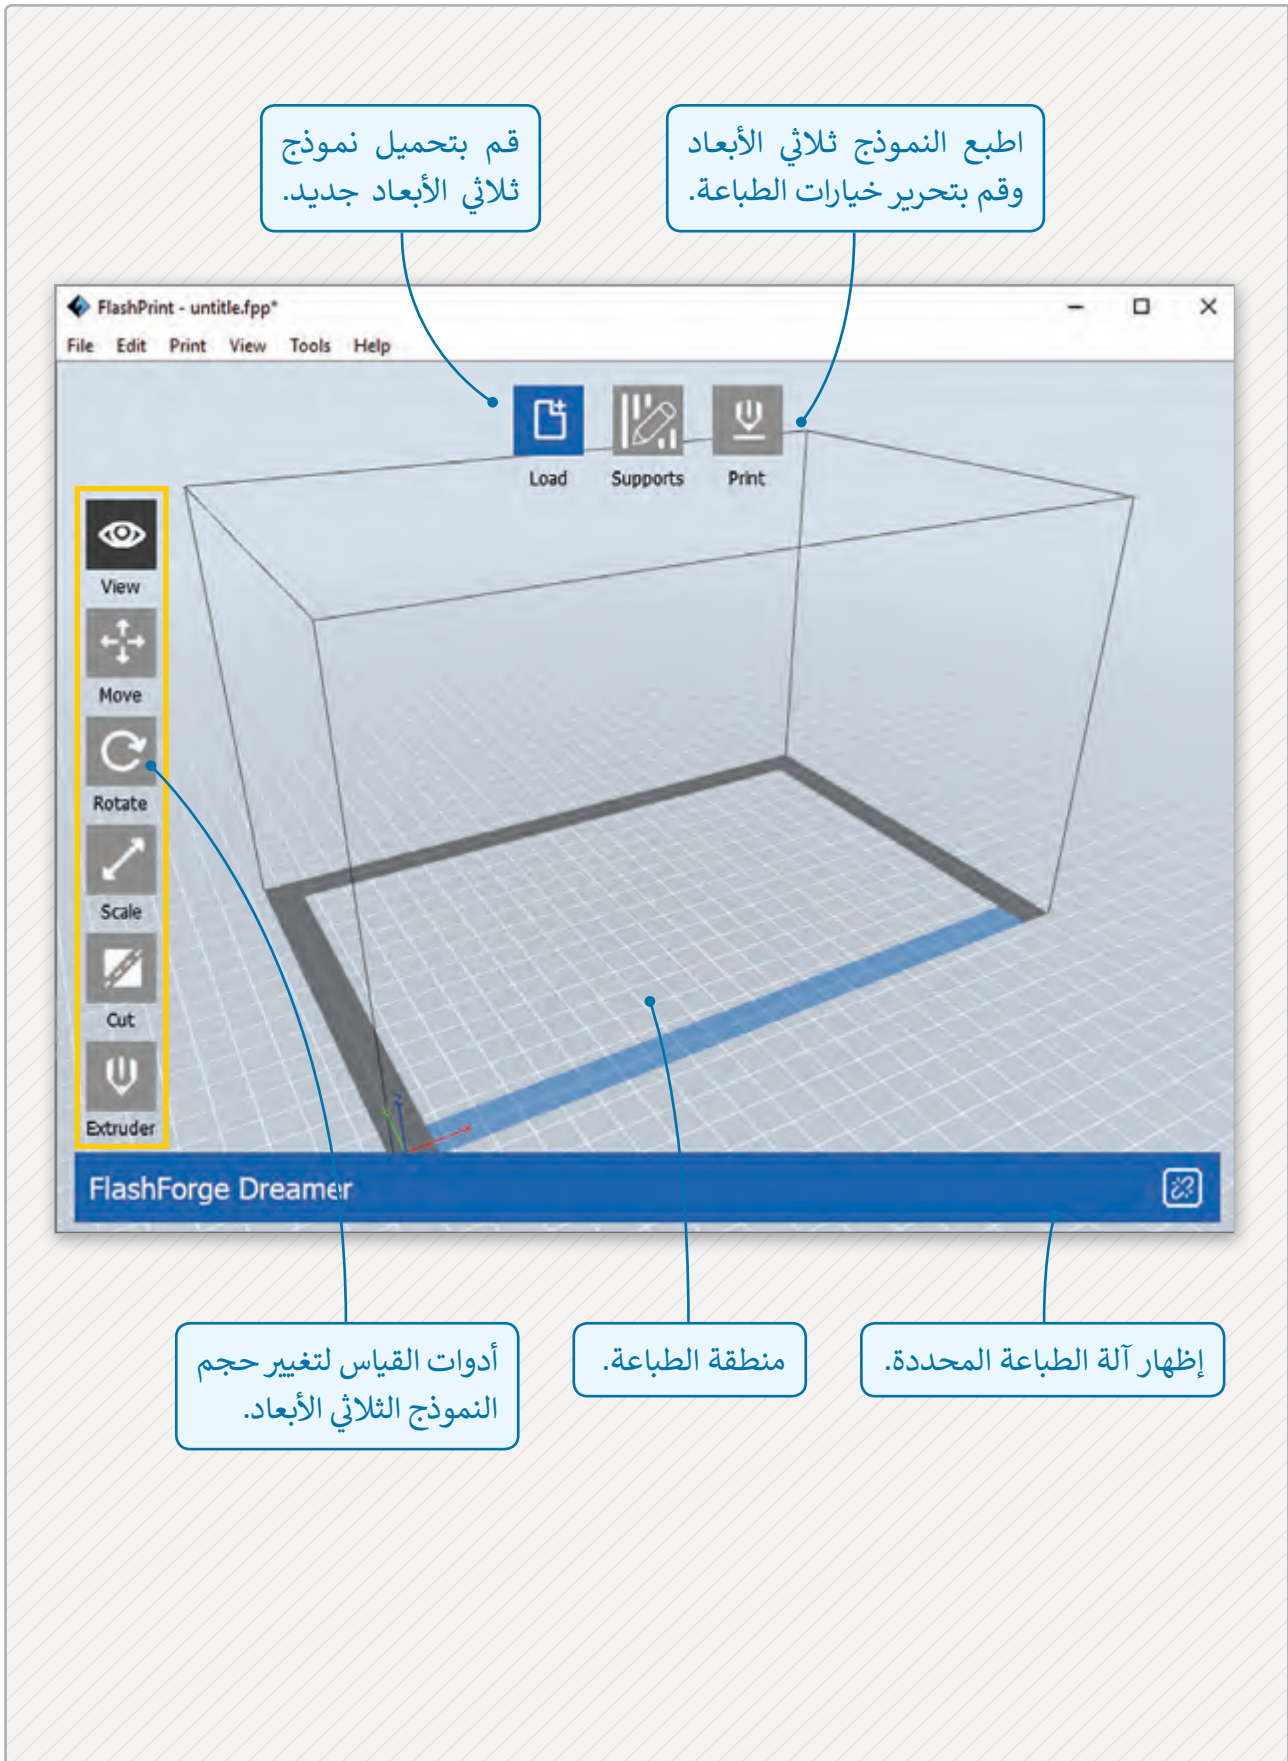 اطبع النموذج ثلاثي الأبعاد
وقم بتحرير خيارات الطباعة.
قم بتحميل نموذج
ثلاثي الأبعاد جديد.
FlashPrint - untitle.fpp*
File Edit Print View Tools Help
Load Supports Print
View
Move
Rotate
Scale
Cut
Extruder
Z
FlashForge Dreamer
إظهار آلة الطباعة المحددة.
منطقة الطباعة.
أدوات القياس لتغيير حجم
النموذج الثلاثي الأبعاد.